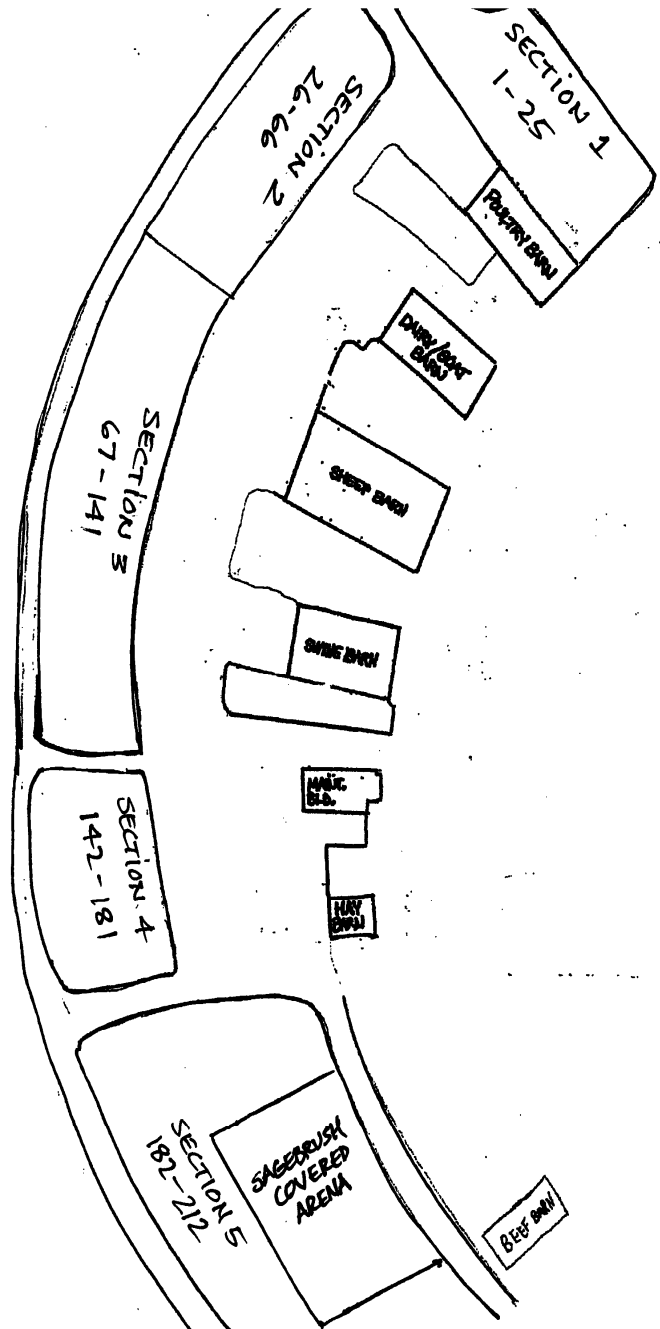 SECTION 1
1-25
SECTION 2
26-66
POULTRY BARN
DAIRY/GOAT
BARN
SECTION 3
67-141
SHEEP BARN
SWINE BARN
MAINT.
BLD.
SECTION 4
142-181
HAY
BARN
SECTION 5
182-212
SAGEBRUSH
COVERED
ARENA
BEEF BARN